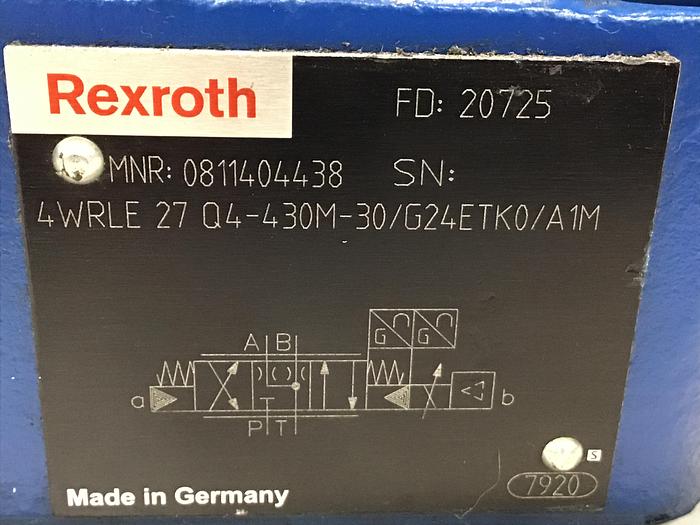 Rexroth FD: 20725
MNR: 0811404438 SN:
4WRLE 27 Q4-430M-30/G24ETK0/A1M
G G
A B
a b
P T
S
7920
Made in Germany